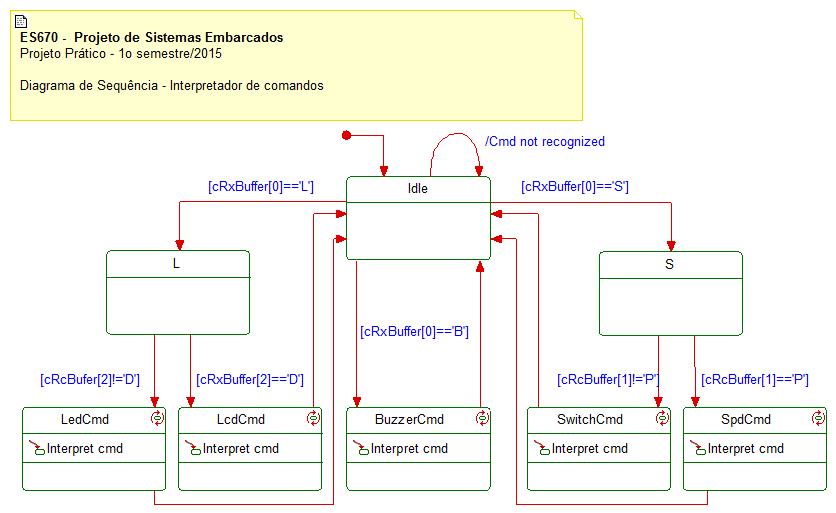 ES670 - Projeto de Sistemas Embarcados
Projeto Prático - 1o semestre/2015
Diagrama de Sequência - Interpretador de comandos
/Cmd not recognized
[cRxBuffer[0]=='L']
Idle
[cRxBuffer[0]=='S']
L
S
[cRxBuffer[0]=='B']
[cRcBufer[2]!='D']
[cRxBuffer[2]=='D']
[cRcBuffer[1]!='P']
[cRcBuffer[1]=='P']
LedCmd
LcdCmd
BuzzerCmd
SwitchCmd
SpdCmd
Interpret cmd
Interpret cmd
Interpret cmd
Interpret cmd
Interpret cmd